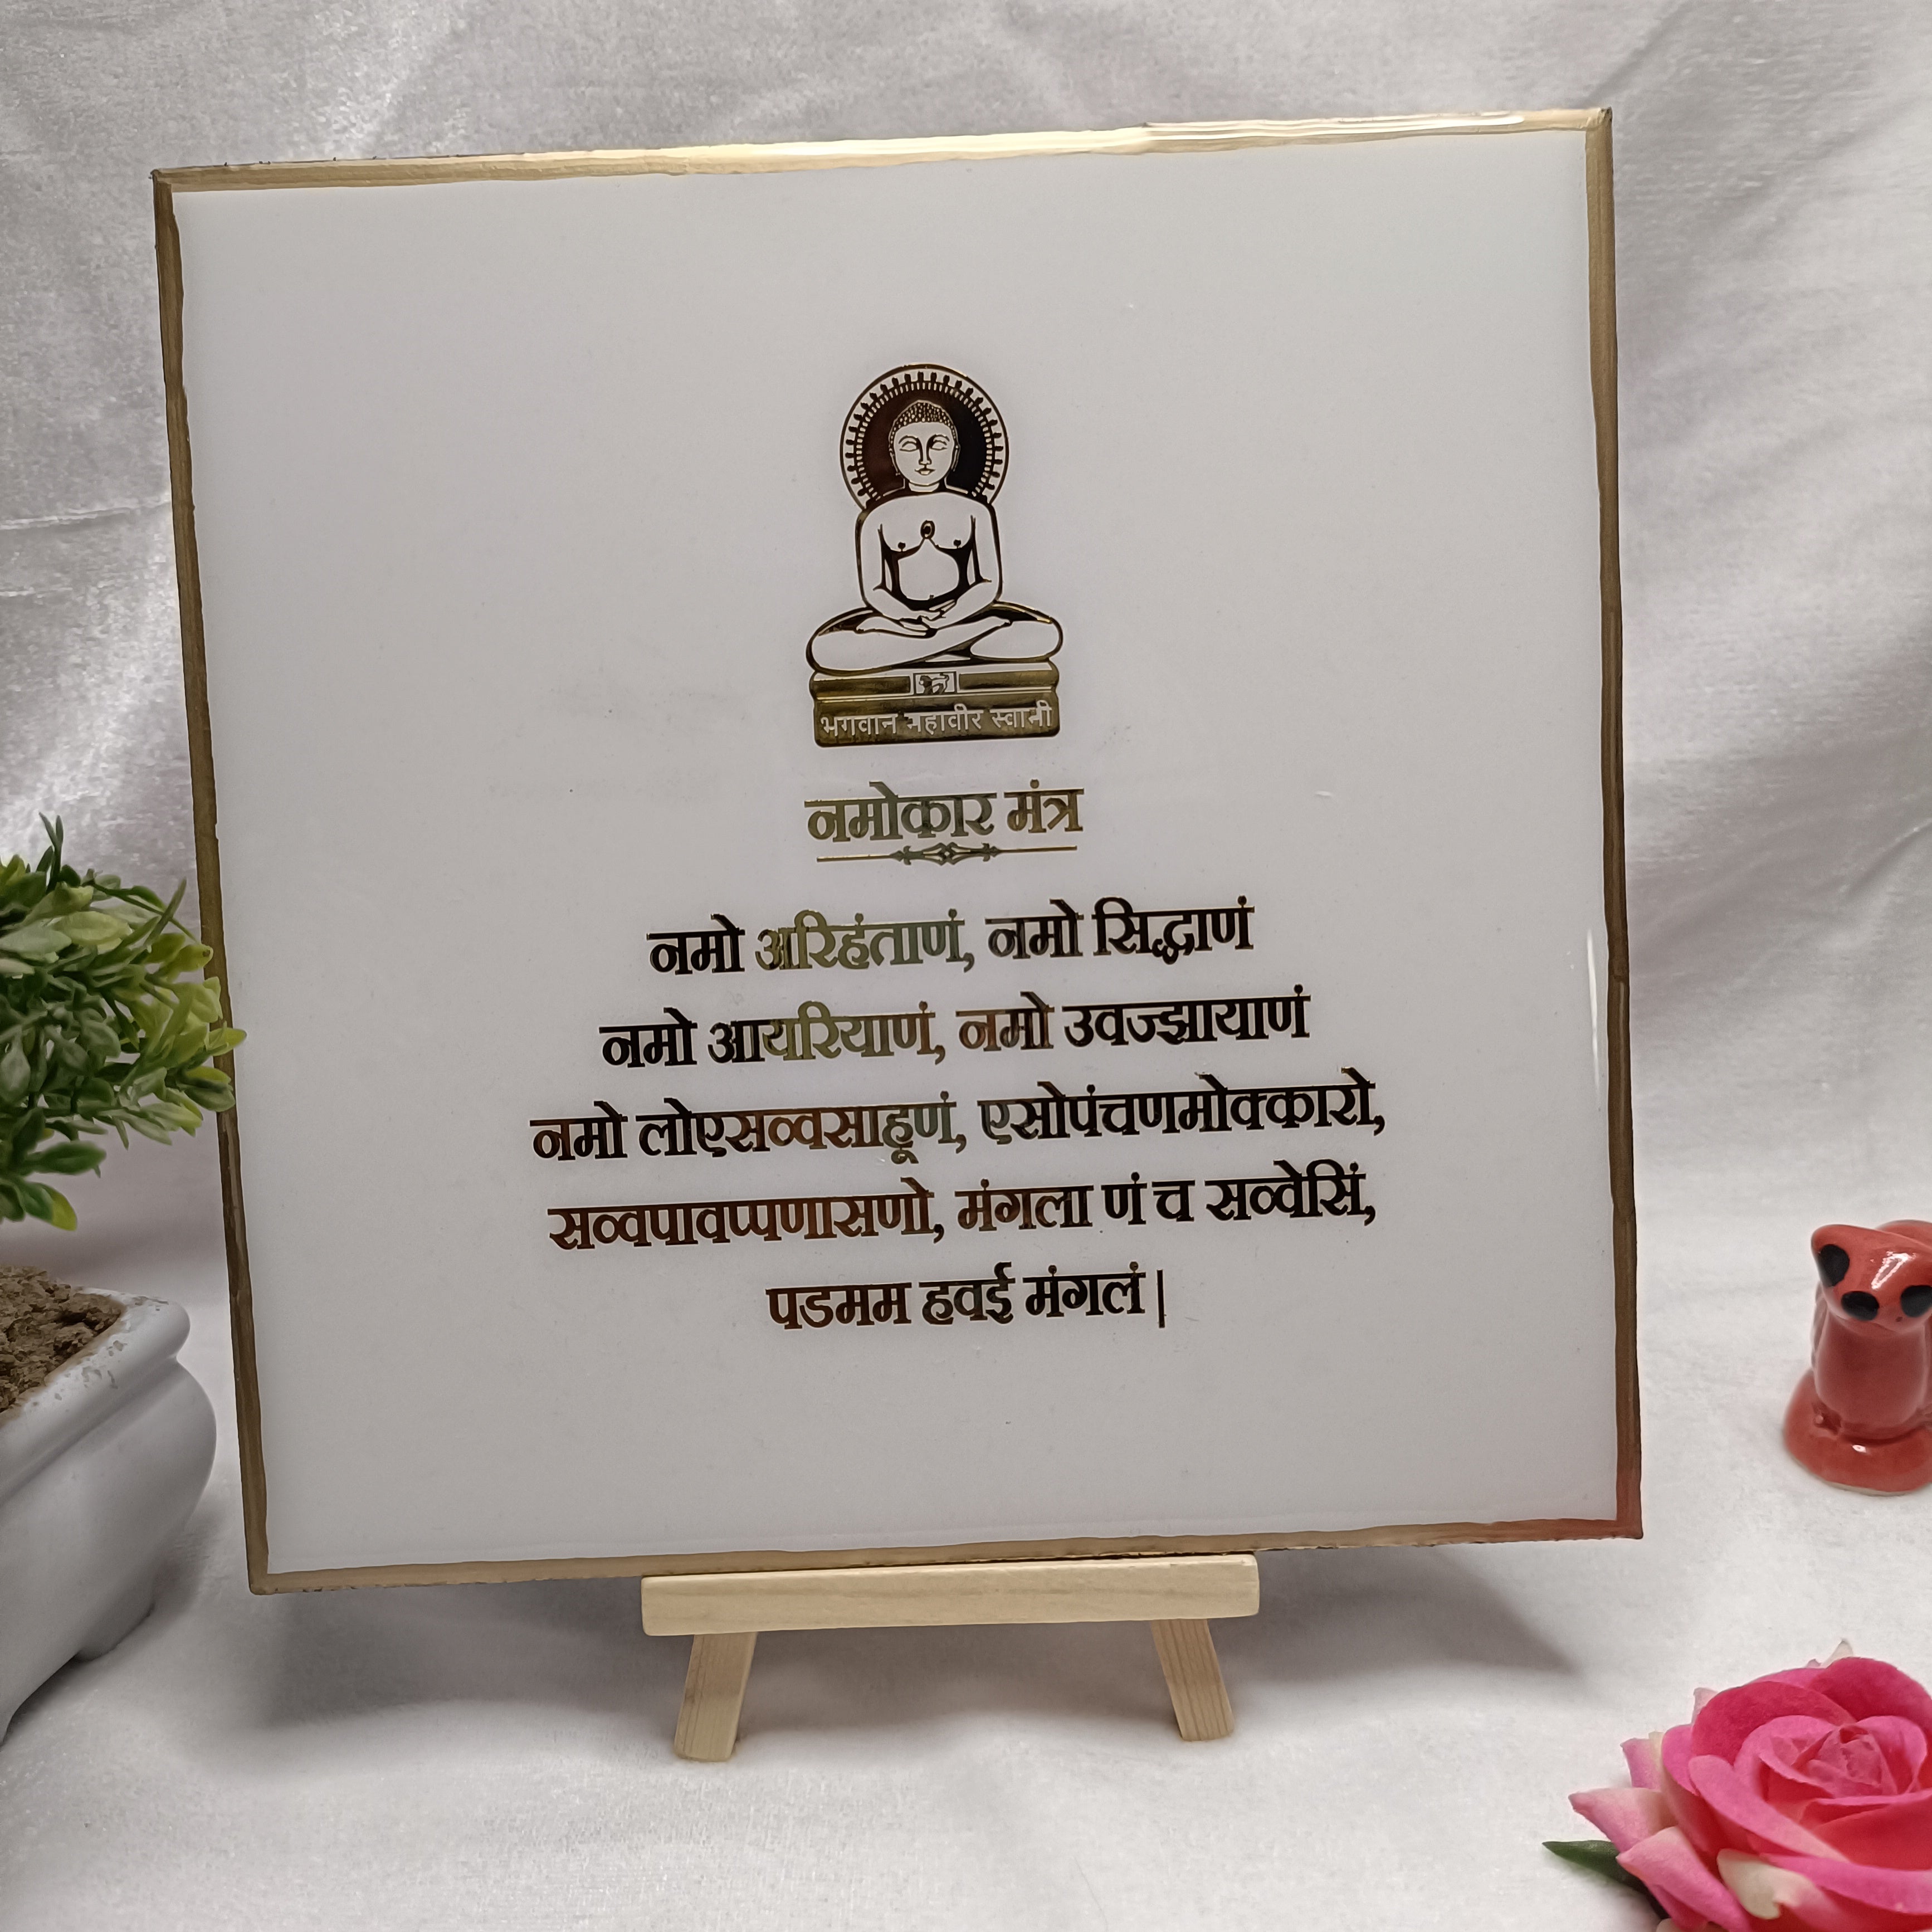 भगवान महावीर स्वामी
नमोकार मंत्र
नमो अरिहंताणं, नमो सिद्धाणं
नमो आयरियाणं, नमो उवज्झायाणं
नमो लोएसव्वसाहूणं, एसोपंचणमोक्कारो,
सव्वपावप्पणासणो, मंगला णं च सव्वेसिं,
पडमम हवई मंगलं|